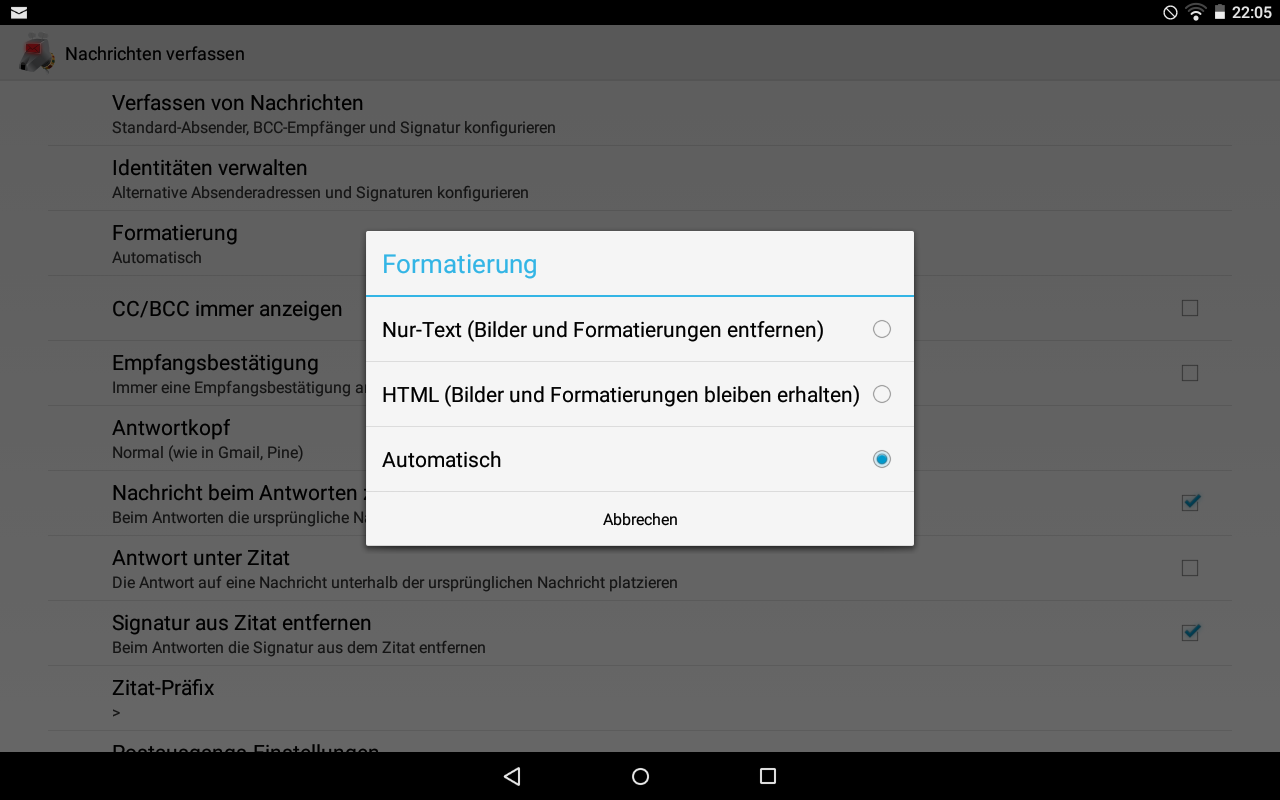 22:05
Nachrichten verfassen
Verfassen von Nachrichten
Standard-Absender, BCC-Empfänger und Signatur konfigurieren
Identitäten verwalten
Alternative Absenderadressen und Signaturen konfigurieren
Formatierung
Automatisch
CC/BCC immer anzeigen
Empfangsbestätigung
Immer eine Empfangsbestätigung
Antwortkopf
Normal (wie in Gmail, Pine)
Nachricht beim Antworten
Beim Antworten die ursprüngliche
Antwort unter Zitat
Die Antwort auf eine Nachricht unterhalb der ursprünglichen Nachricht platzieren
Signatur aus Zitat entfernen
Beim Antworten die Signatur aus dem Zitat entfernen
Zitat-Präfix
>
Postausgangs-Einstellungen
Formatierung
Nur-Text (Bilder und Formatierungen entfernen)
HTML (Bilder und Formatierungen bleiben erhalten)
Automatisch
Abbrechen